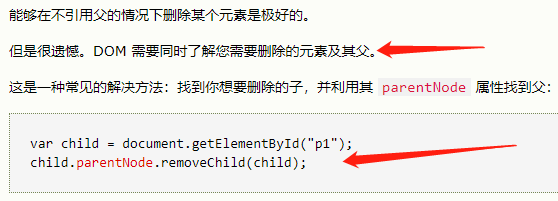 能够在不引用父的情况下删除某个元素是极好的。
但是很遗憾。DOM 需要同时了解您需要删除的元素及其父。
这是一种常见的解决方法：找到你想要删除的子，并利用其 parentNode 属性找到父：
var child = document.getElementById("p1");
child.parentNode.removeChild(child);